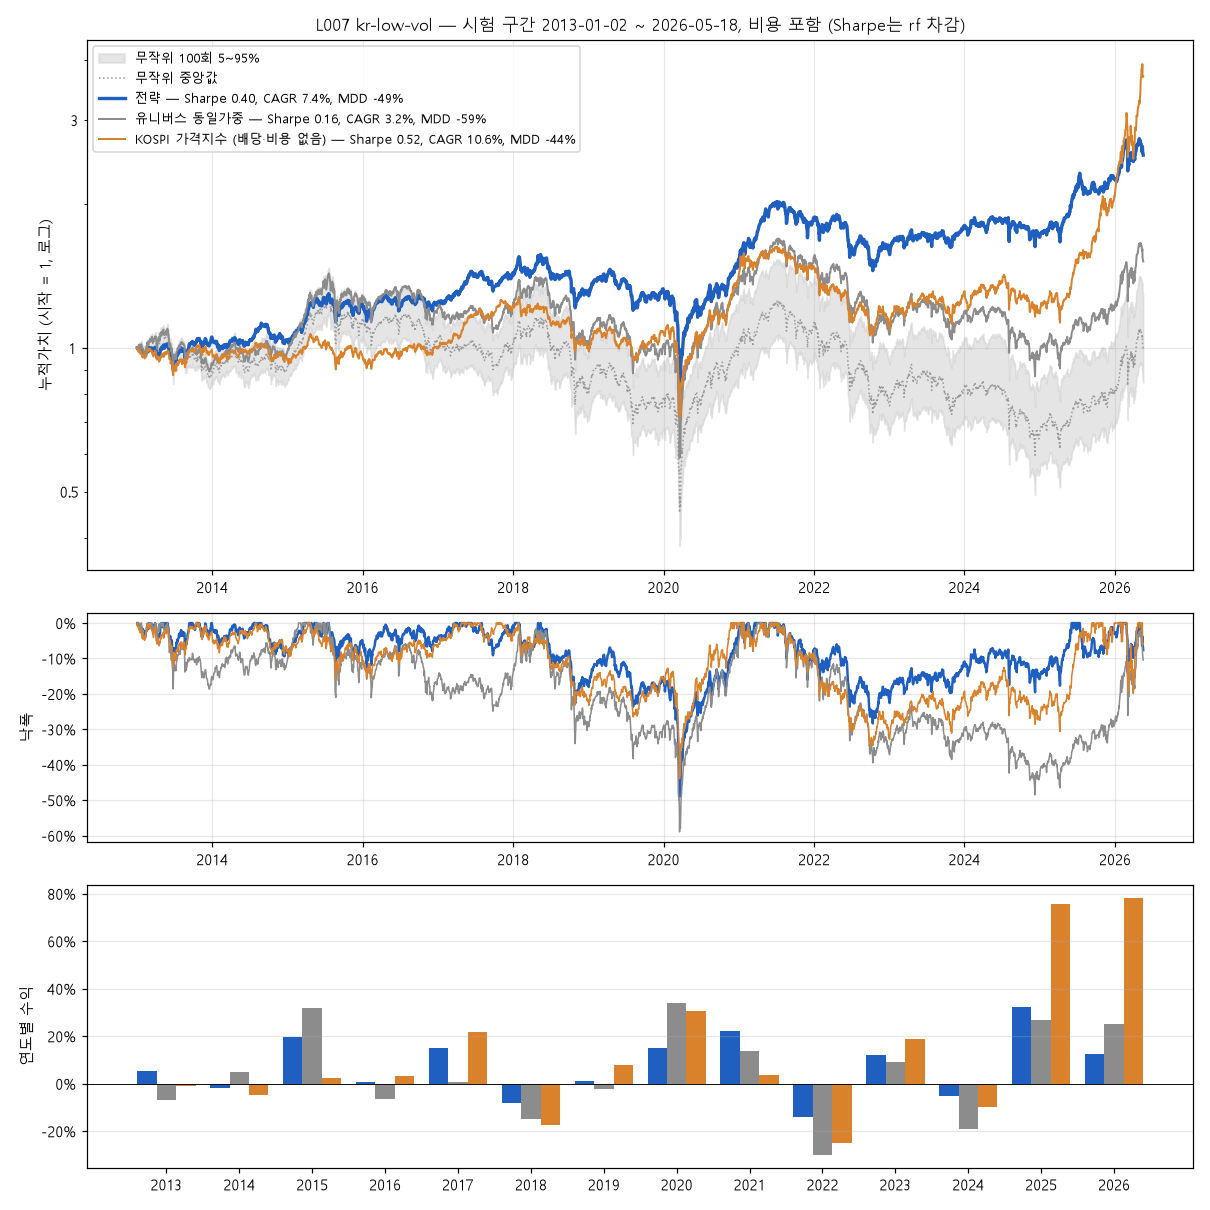 L007 kr-low-vol — 시험 구간 2013-01-02 ~ 2026-05-18, 비용 포함 (Sharpe는 rf 차감)
무작위 100회 5~95%
무작위 중앙값
전략 — Sharpe 0.40, CAGR 7.4%, MDD -49%
유니버스 동일가중 — Sharpe 0.16, CAGR 3.2%, MDD -59%
KOSPI 가격지수 (배당·비용 없음) — Sharpe 0.52, CAGR 10.6%, MDD -44%
누적가치 (시작 = 1, 로그)
3
1
0.5
2014 2016 2018 2020 2022 2024 2026
낙폭
0%
-10%
-20%
-30%
-40%
-50%
-60%
2014 2016 2018 2020 2022 2024 2026
연도별 수익
80%
60%
40%
20%
0%
-20%
2013 2014 2015 2016 2017 2018 2019 2020 2021 2022 2023 2024 2025 2026